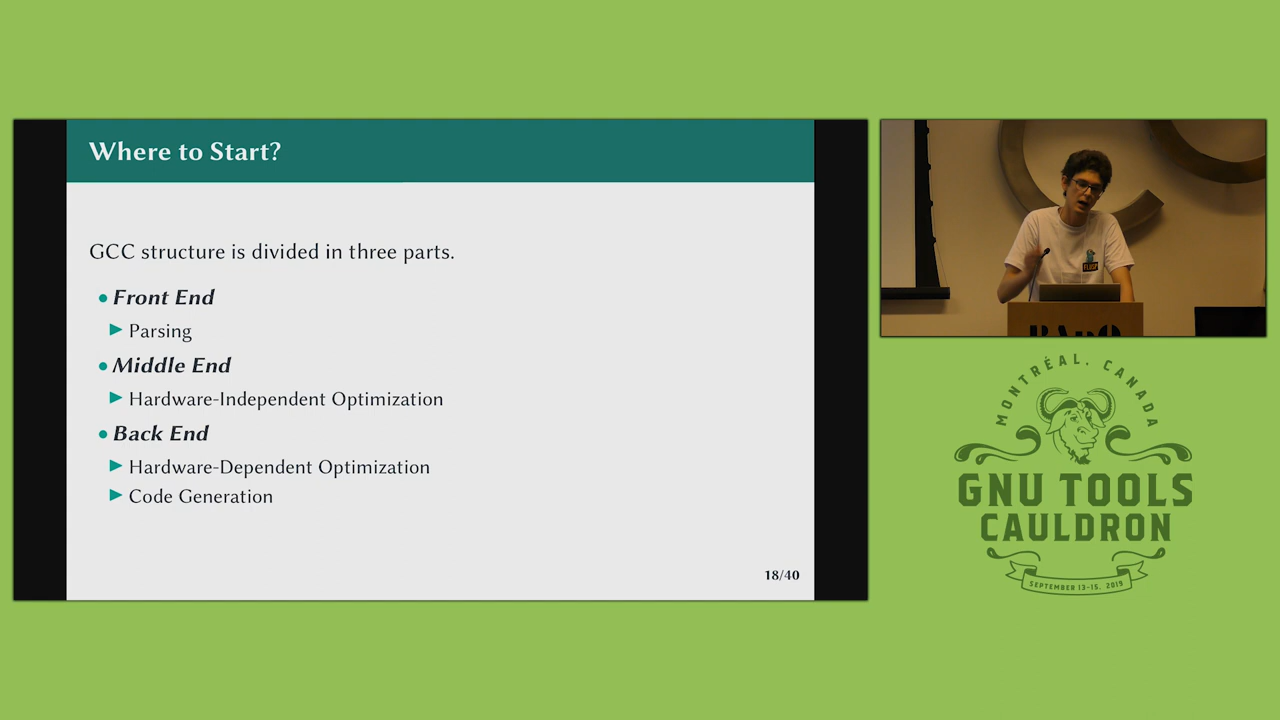 Where to Start?
GCC structure is divided in three parts.
Front End
Parsing
Middle End
Hardware-Independent Optimization
Back End
Hardware-Dependent Optimization
Code Generation
18/40
FLUSP
MONTRÉAL, CANADA
GNU TOOLS
CAULDRON
SEPTEMBER 13-15, 2019